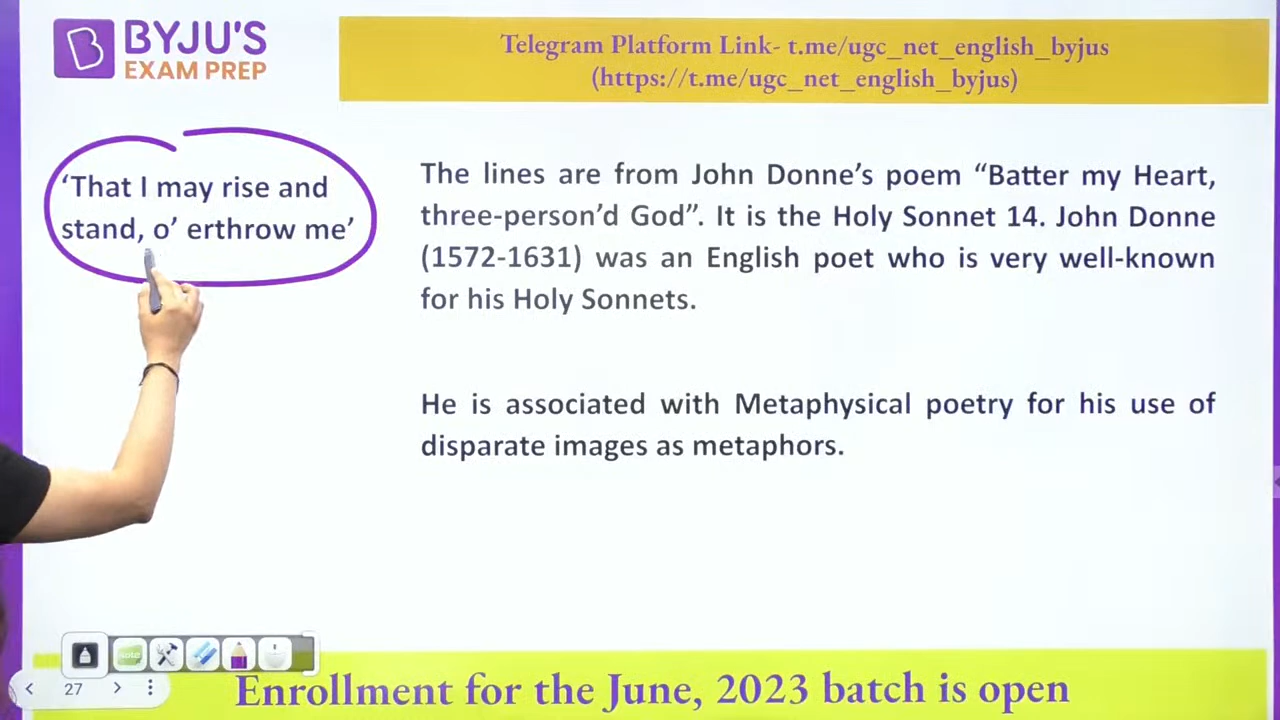 BYJU'S
EXAM PREP
Telegram Platform Link- t.me/ugc_net_english_byjus
(https://t.me/ugc_net_english_byjus)
‘That I may rise and
stand, o’ erthrow me’
The lines are from John Donne’s poem “Batter my Heart,
three-person’d God”. It is the Holy Sonnet 14. John Donne
(1572-1631) was an English poet who is very well-known
for his Holy Sonnets.
He is associated with Metaphysical poetry for his use of
disparate images as metaphors.
27
Enrollment for the June, 2023 batch is open